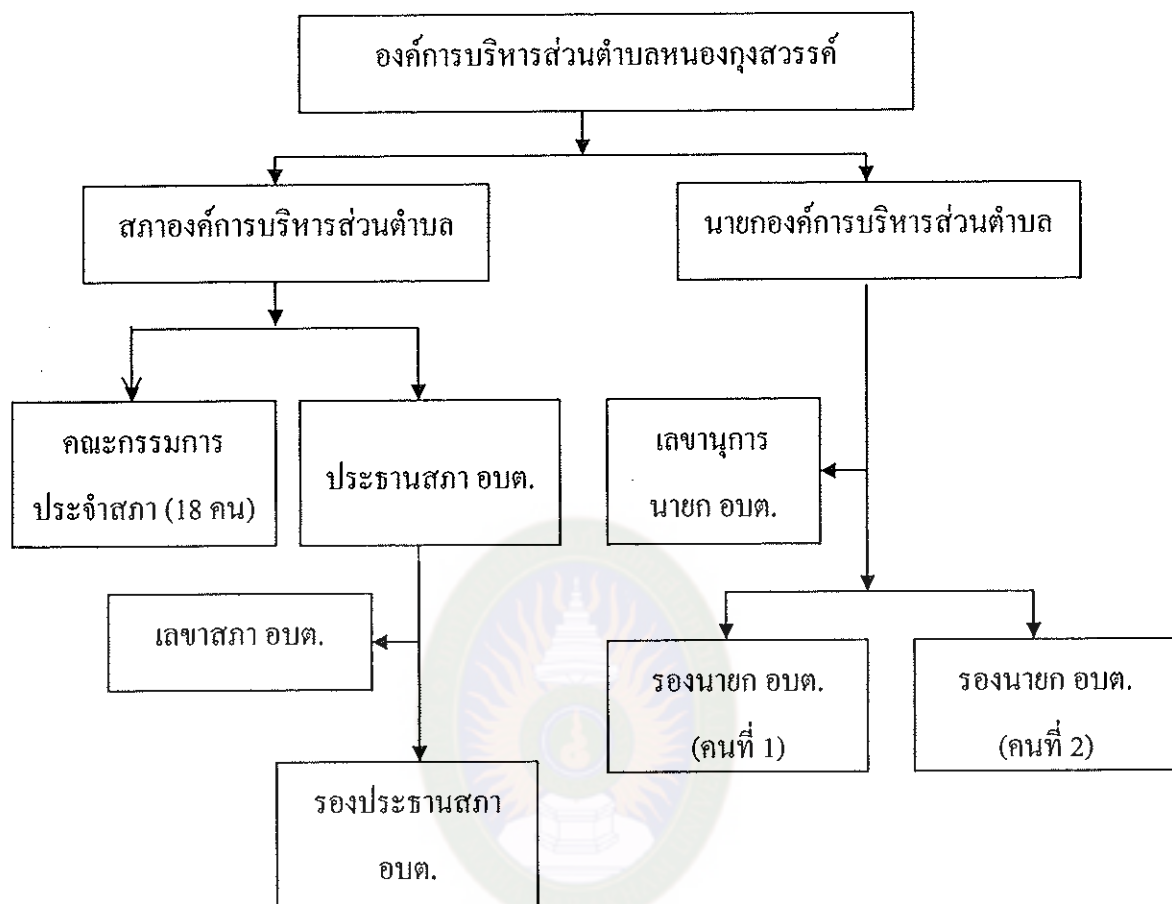 องค์การบริหารส่วนตำบลหนองกุงสวรรค์
สภาองค์การบริหารส่วนตำบล
นายกองค์การบริหารส่วนตำบล
คณะกรรมการ
ประจำสภา (18 คน)
ประธานสภา อบต.
เลขานุการ
นายก อบต.
เลขาสภา อบต.
รองนายก อบต.
(คนที่ 1)
รองนายก อบต.
(คนที่ 2)
รองประธานสภา
อบต.